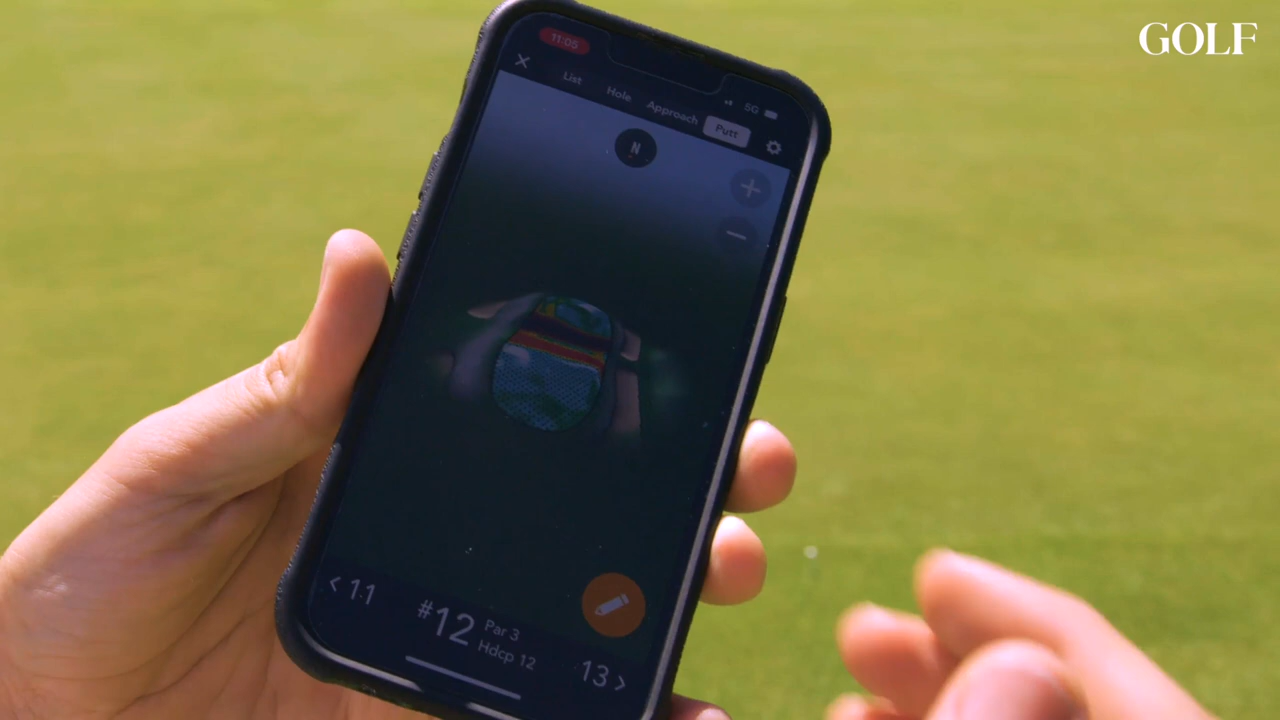 GOLF
11:05
5G
List Hole Approach Putt
N
< 11
#12
Par 3
Hdcp 12
13 >